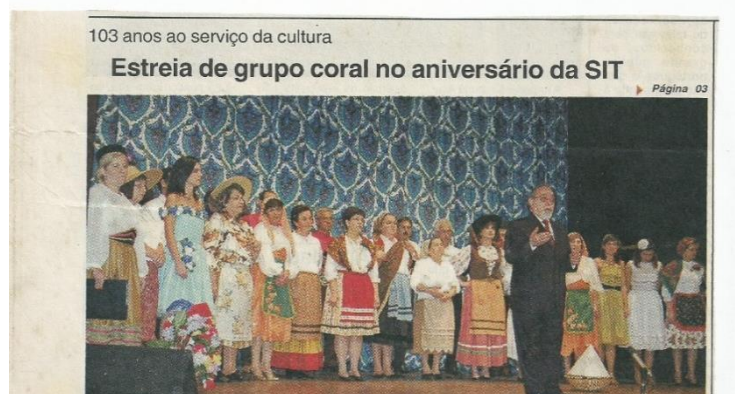 103 anos ao serviço da cultura
Estreia de grupo coral no aniversário da SIT
Página 03